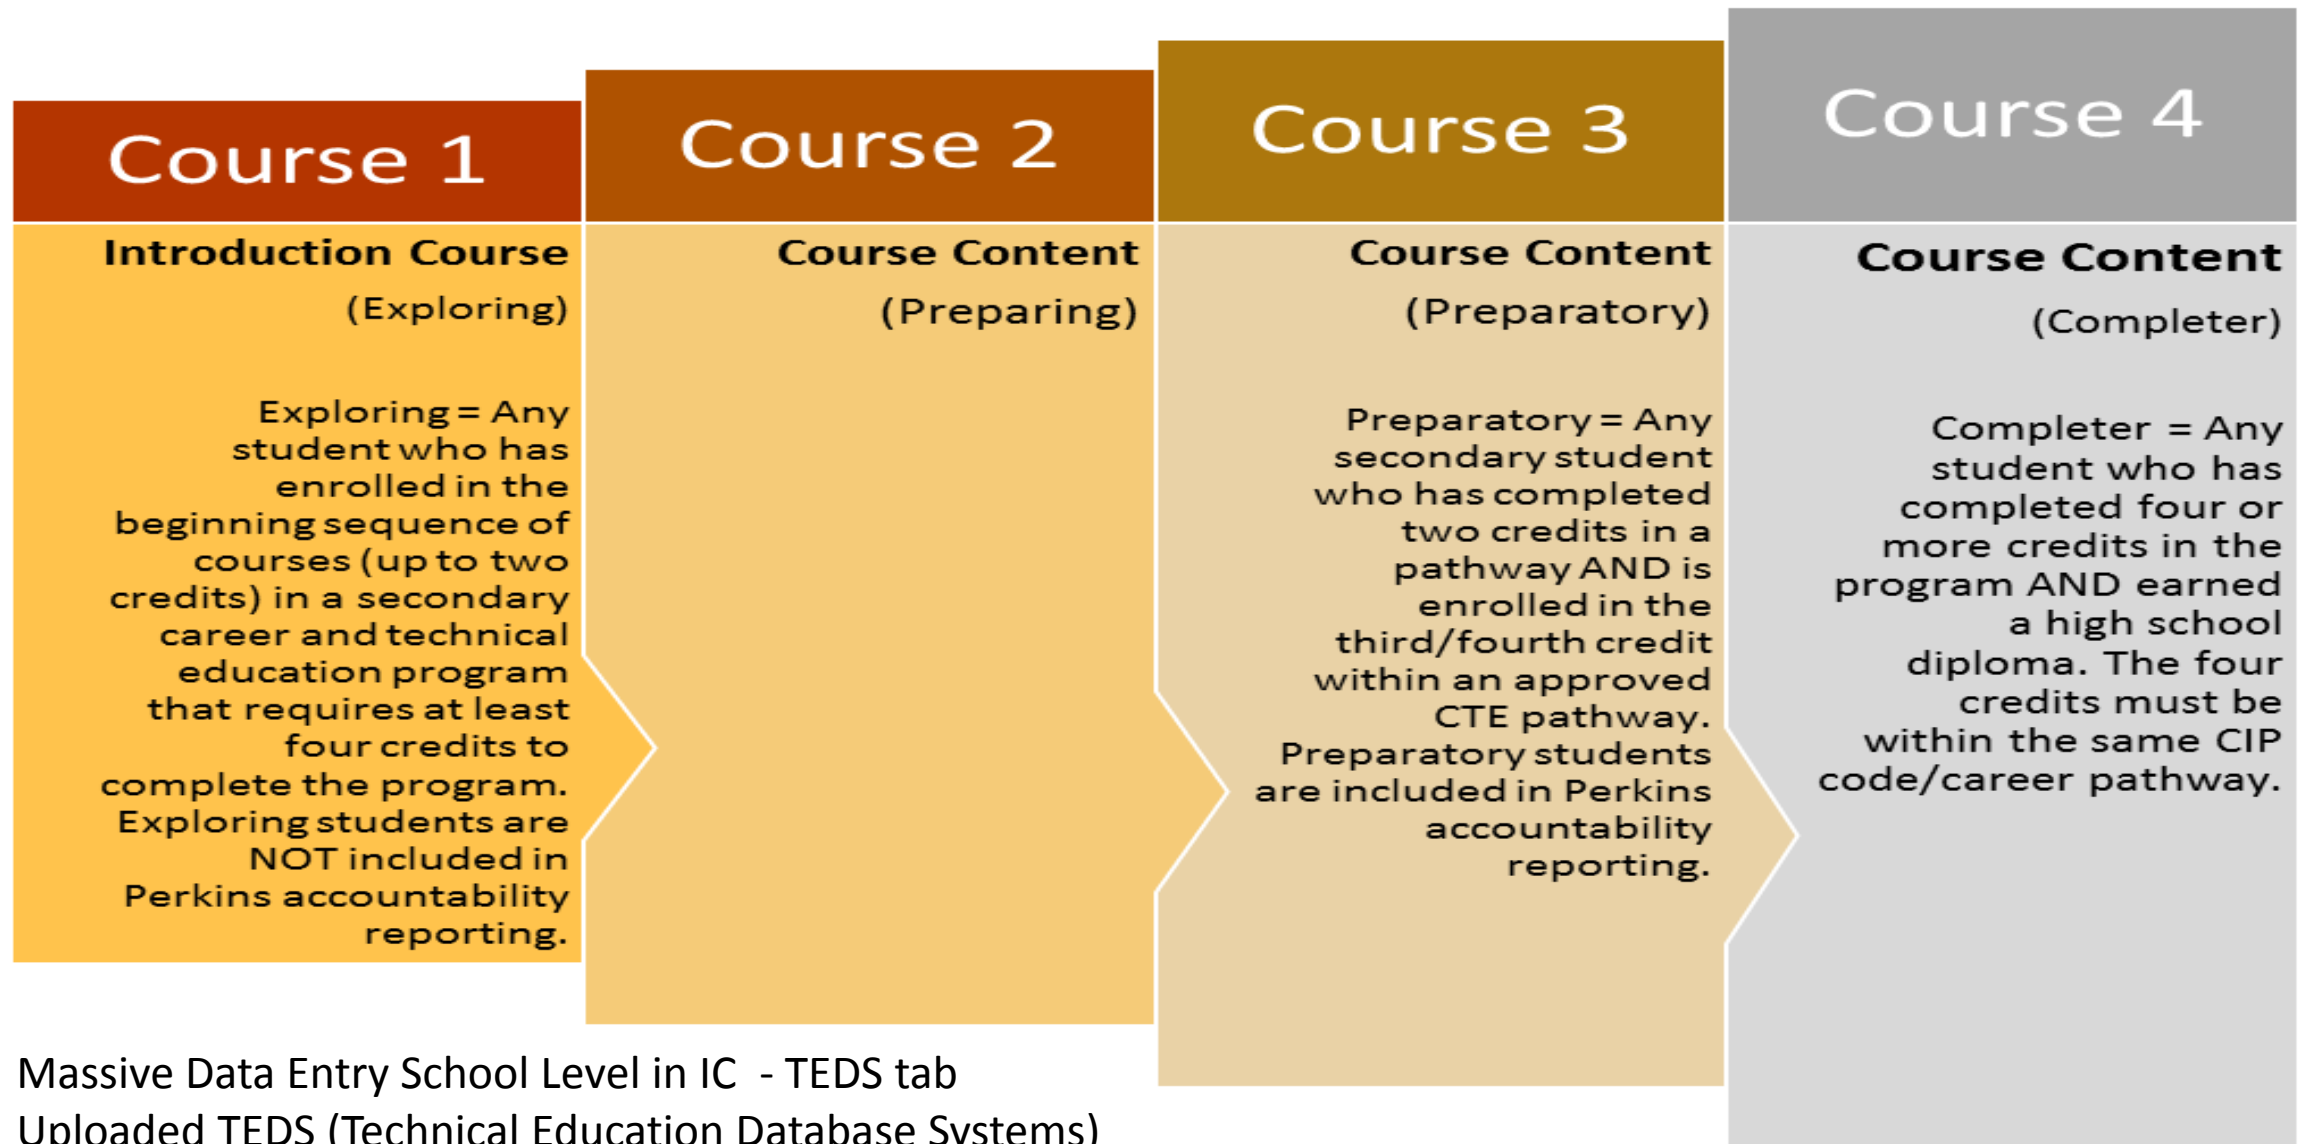 Course 1
Introduction Course
(Exploring)
Exploring = Any
student who has
enrolled in the
beginning sequence of
courses (up to two
credits) in a secondary
career and technical
education program
that requires at least
four credits to
complete the program.
Exploring students are
NOT included in
Perkins accountability
reporting.
Course 2
Course Content
(Preparing)
Course 3
Course Content
(Preparatory)
Preparatory = Any
secondary student
who has completed
two credits in a
pathway AND is
enrolled in the
third/fourth credit
within an approved
CTE pathway.
Preparatory students
are included in Perkins
accountability
reporting.
Course 4
Course Content
(Completer)
Completer = Any
student who has
completed four or
more credits in the
program AND earned
a high school
diploma. The four
credits must be
within the same CIP
code/career pathway.
Massive Data Entry School Level in IC - TEDS tab
Uploaded TEDS (Technical Education Database Systems)